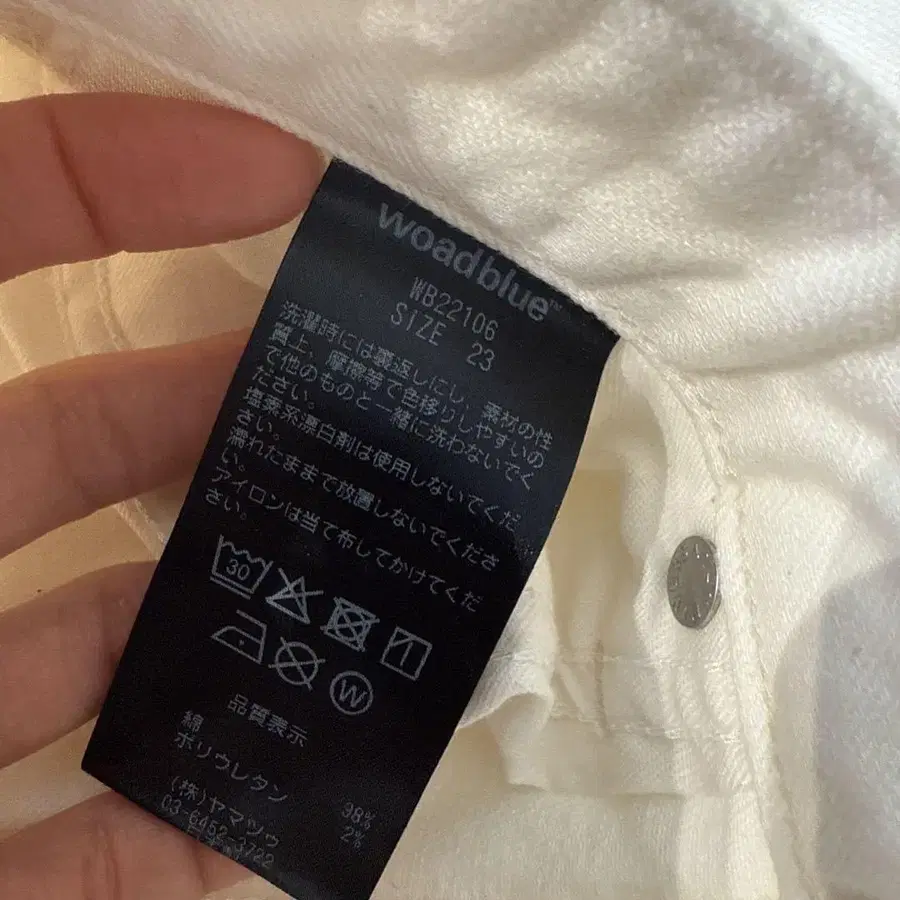 woadblue™
WB22106
SIZE 23
洗濯時には裏返しにし、素材の性
質上、摩擦等で色移りしやすいの
で他のものと一緒に洗わないでく
ださい。
塩素系漂白剤は使用しないでくだ
さい。
濡れたままで放置しないでくださ
い。
アイロンは当て布してかけてくだ
さい。
30
W
品質表示
綿 98%
ポリウレタン 2%
(株)ヤマツゥ
03-6452-3722